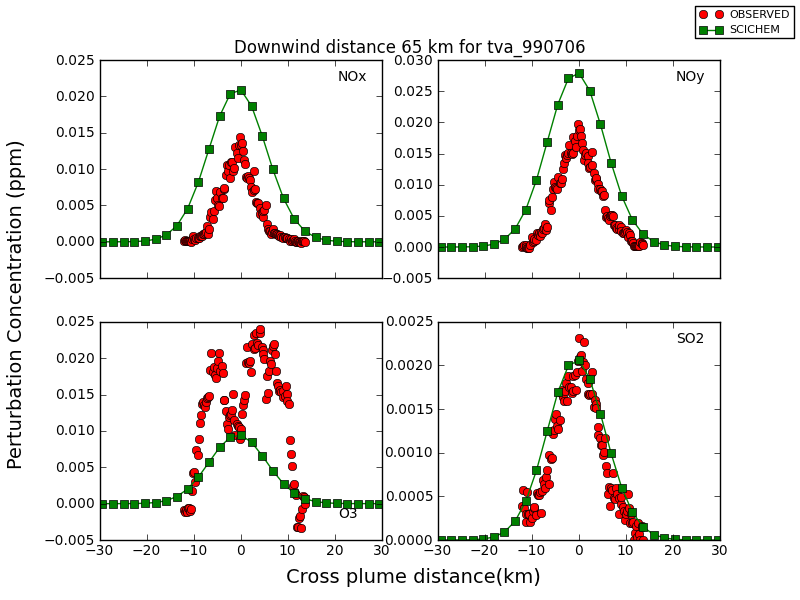 OBSERVED
SCICHEM
Downwind distance 65 km for tva_990706
Perturbation Concentration (ppm)
0.025
0.020
0.015
0.010
0.005
0.000
−0.005
NOx
0.030
0.025
0.020
0.015
0.010
0.005
0.000
−0.005
NOy
0.025
0.020
0.015
0.010
0.005
0.000
−0.005
O3
−30 −20 −10 0 10 20 30
0.0025
0.0020
0.0015
0.0010
0.0005
0.0000
SO2
−30 −20 −10 0 10 20 30
Cross plume distance(km)